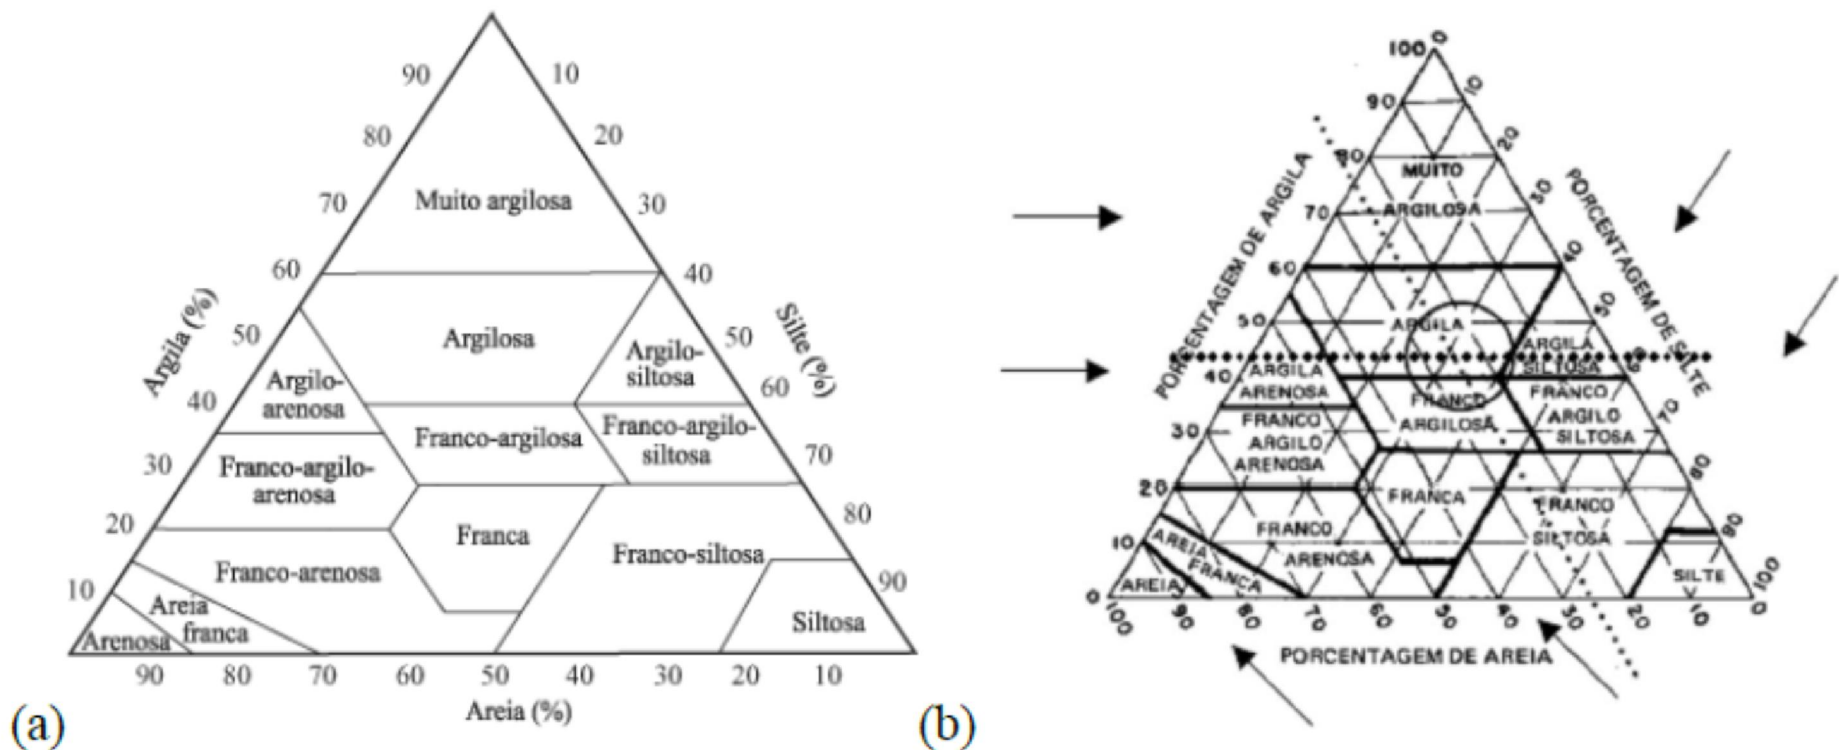 90
10
80
20
Muito argilosa
70
30
60
40
Argila (%)
50
Argilosa
Silte (%)
50
Argilo-
siltosa
Argilo-
arenosa
60
40
Franco-argilosa
Franco-argilo-
siltosa
30
Franco-argilo-
arenosa
70
20
Franca
80
Franco-arenosa
Franco-siltosa
10
Areia
franca
90
Arenosa
Siltosa
90
80
70
60
50
40
30
20
10
Areia (%)
(a)
100
0
90
10
80
20
MUITO
ARGILOSA
70
30
PORCENTAGEM DE ARGILA
PORCENTAGEM DE SILTE
60
40
50
ARGILA
50
ARGILA
SILTOSA
60
40
ARGILA
ARENOSA
FRANCO
ARGILOSA
FRANCO
ARGILO
SILTOSA
70
30
FRANCO
ARGILO
ARENOSA
20
FRANCA
80
FRANCO
ARENOSA
FRANCO
SILTOSA
10
AREIA
FRANCA
90
AREIA
SILTE
100
0
100
90
80
70
60
50
40
30
20
10
0
PORCENTAGEM DE AREIA
(b)